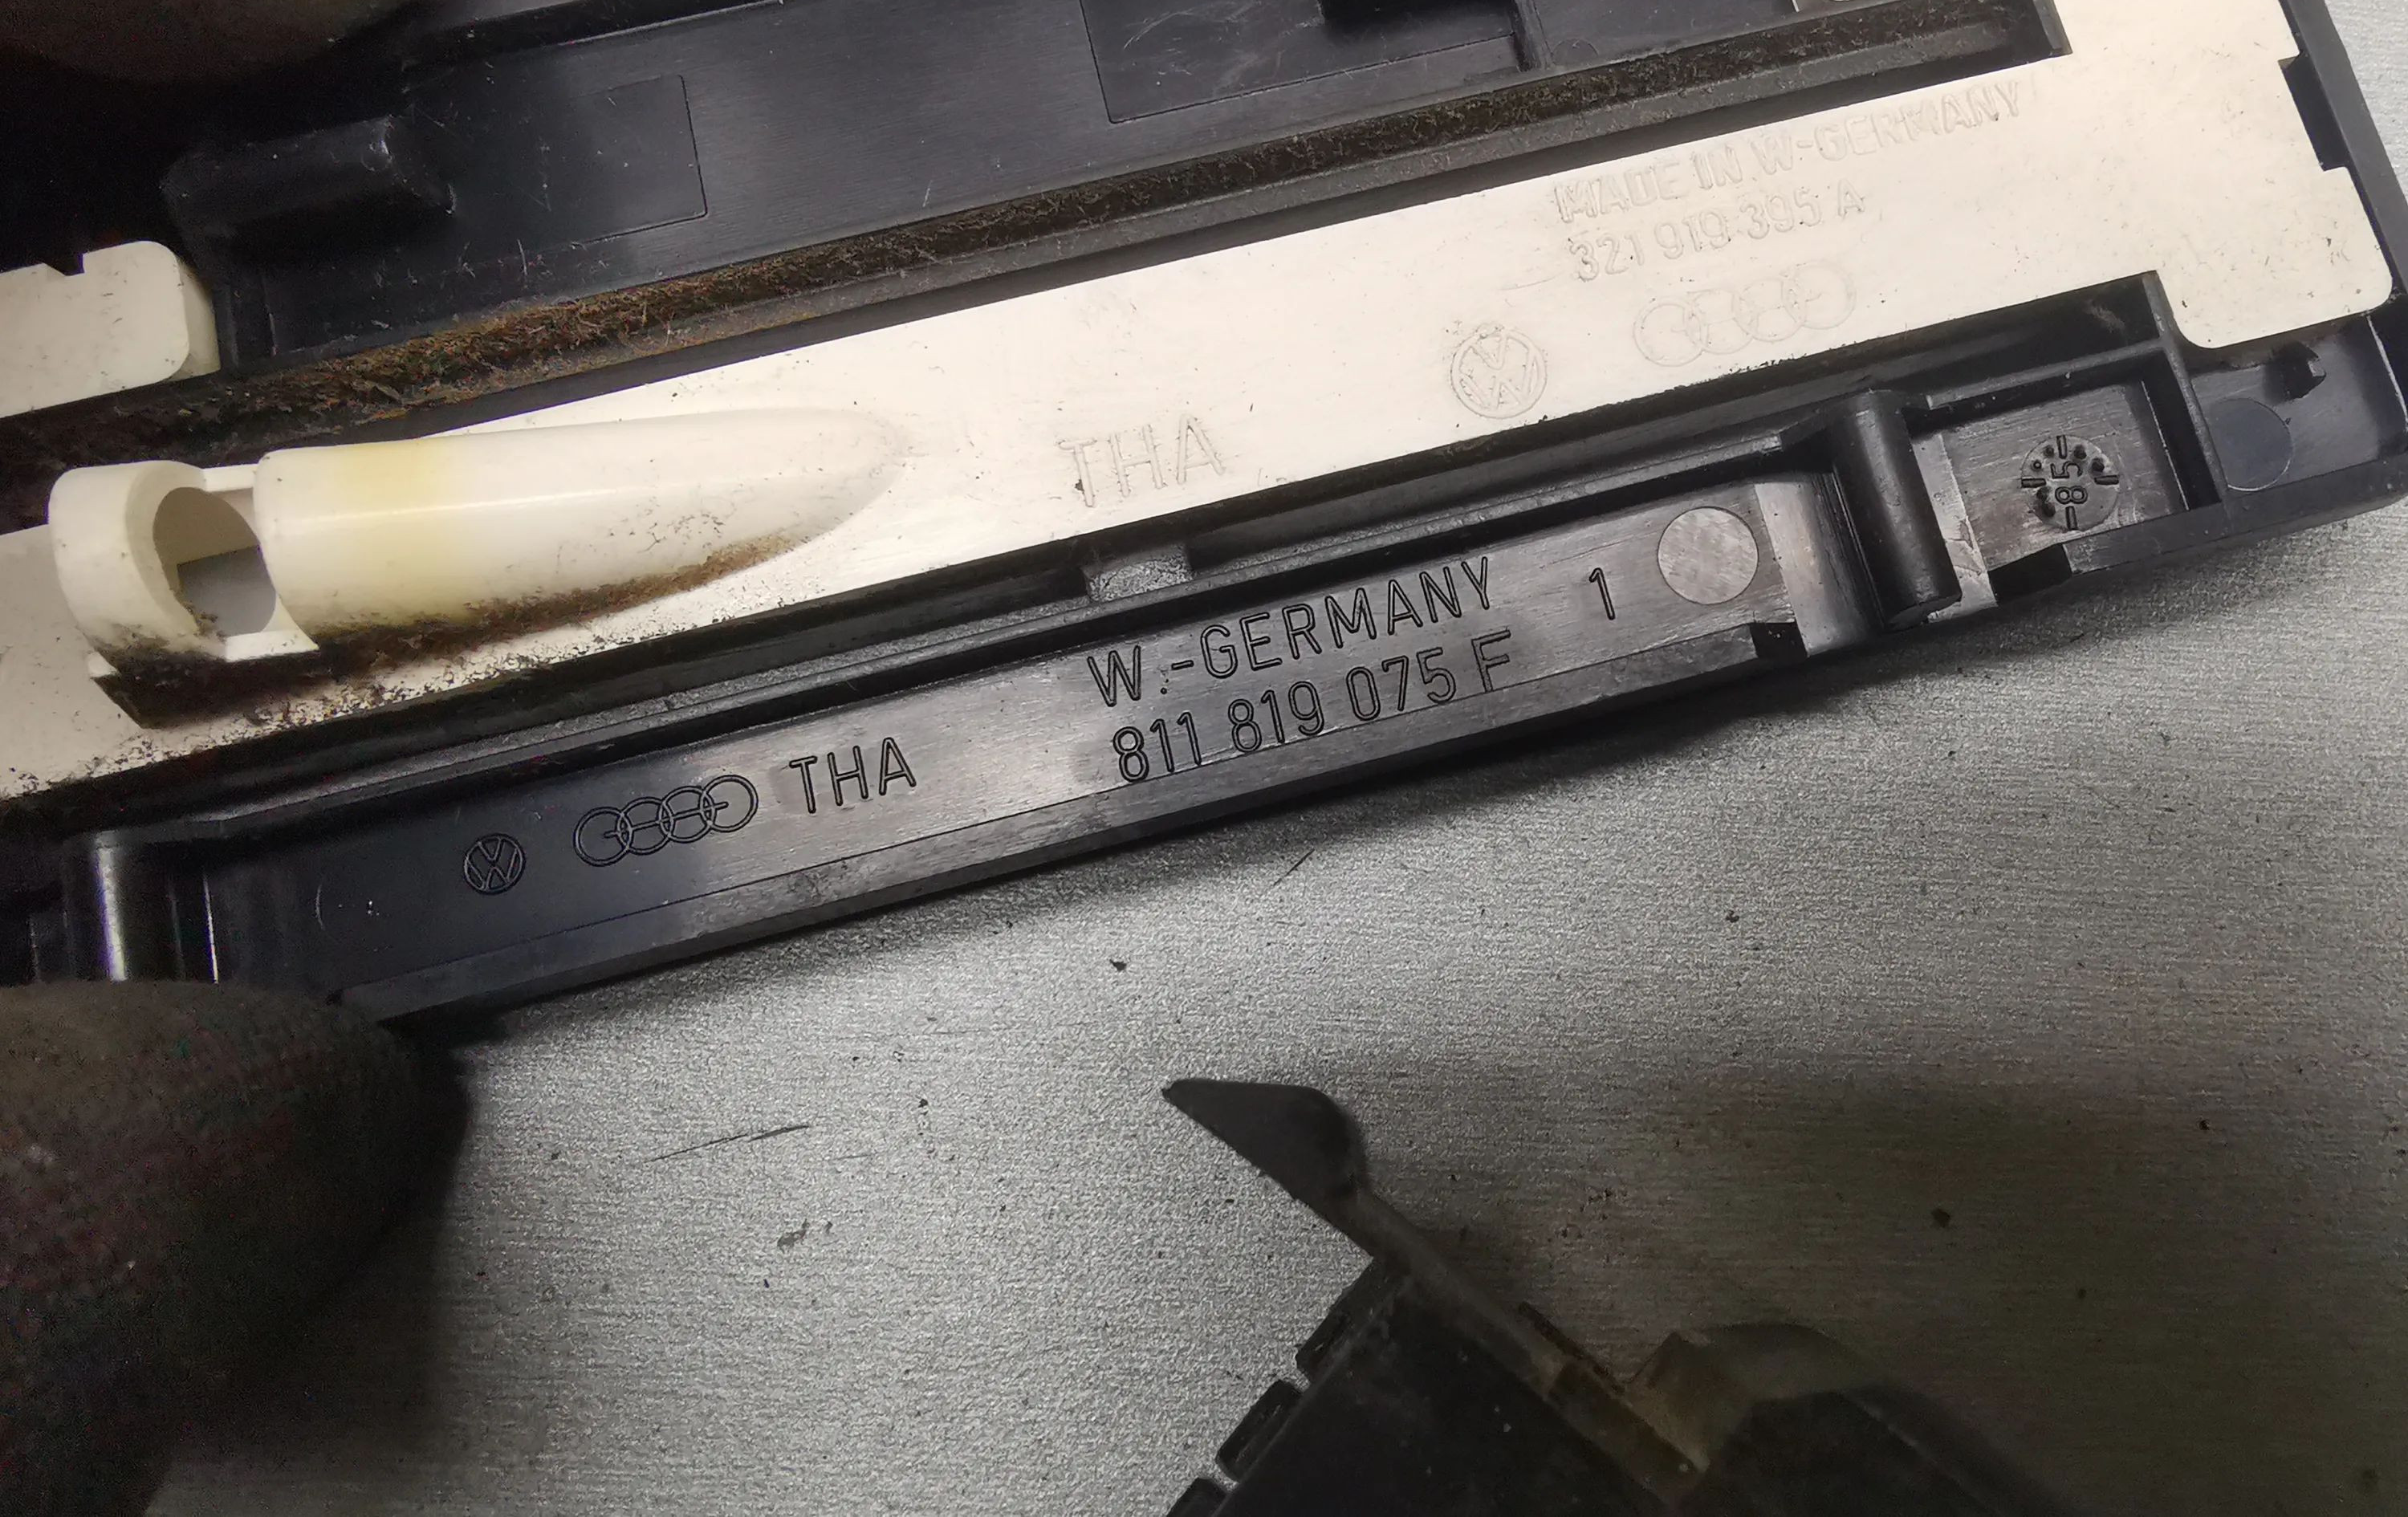 MADE IN W-GERMANY
321 919 395 A
THA
W.-GERMANY 1
811 819 075 F
THA
85